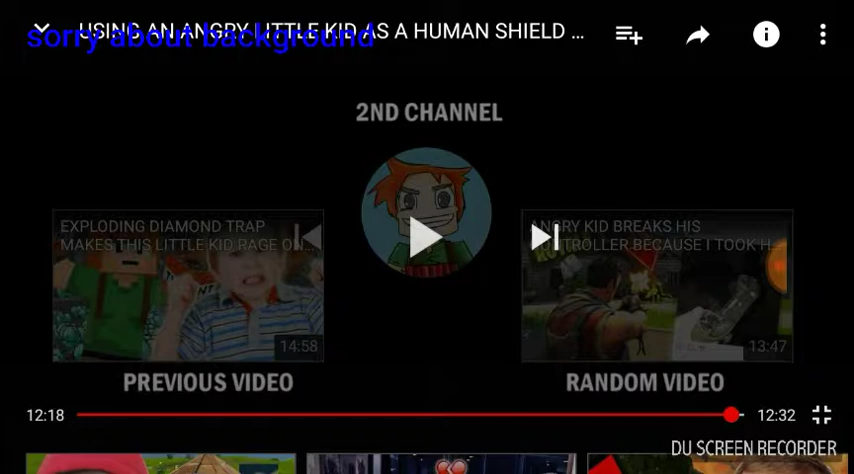 USING AN ANGRY LITTLE KID AS A HUMAN SHIELD ...
sorry about background
2ND CHANNEL
EXPLODING DIAMOND TRAP
MAKES THIS LITTLE KID RAGE ON...
14:58
ANGRY KID BREAKS HIS
CONTROLLER BECAUSE I TOOK H...
13:47
PREVIOUS VIDEO
RANDOM VIDEO
12:18
12:32
DU SCREEN RECORDER